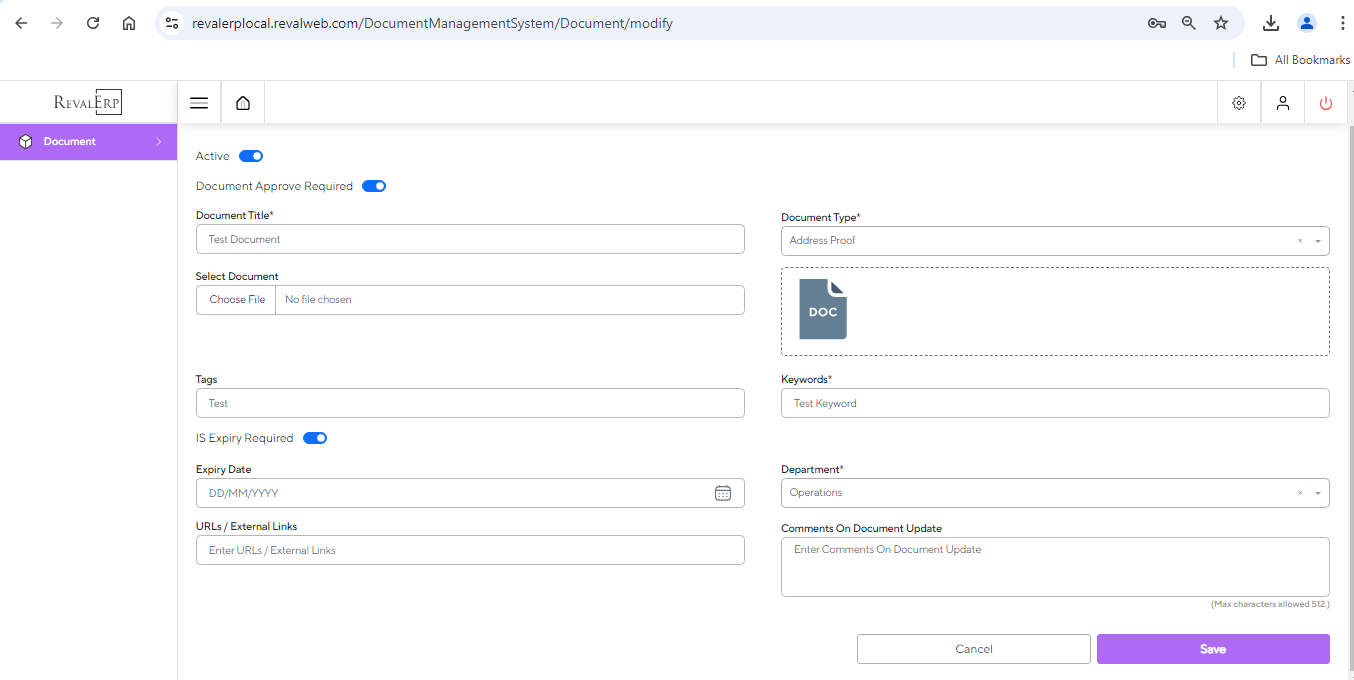 revalerplocal.revalweb.com/DocumentManagementSystem/Document/modify
All Bookmarks
REVALERP
Document
Active
Document Approve Required
Document Title*
Test Document
Document Type*
Address Proof
Select Document
Choose File No file chosen
DOC
Tags
Test
Keywords*
Test Keyword
IS Expiry Required
Expiry Date
DD/MM/YYYY
Department*
Operations
URLs / External Links
Enter URLs / External Links
Comments On Document Update
Enter Comments On Document Update
(Max characters allowed 512.)
Cancel
Save